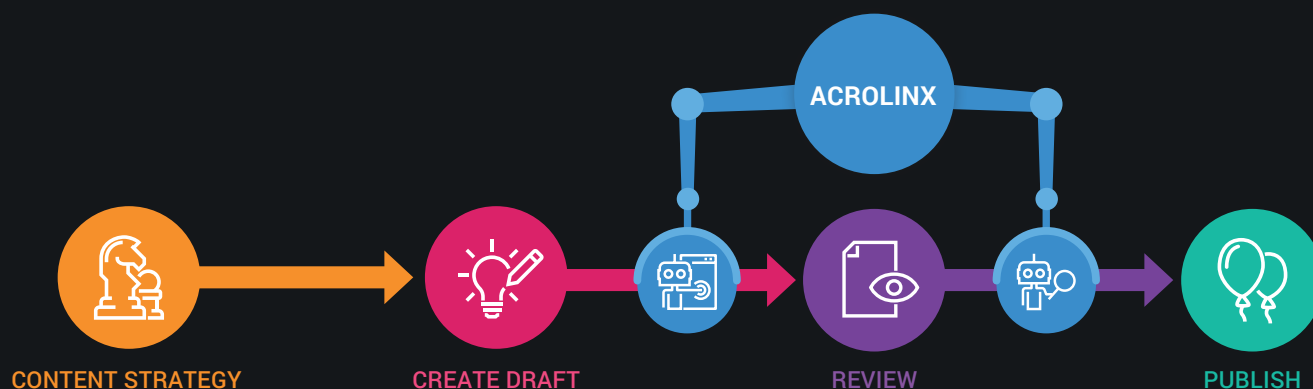 ACROLINX
CONTENT STRATEGY
CREATE DRAFT
REVIEW
PUBLISH